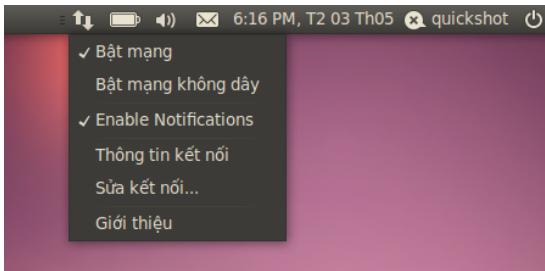 6:16 PM, T2 03 Th05 quickshot
Bật mạng
Bật mạng không dây
Enable Notifications
Thông tin kết nối
Sửa kết nối...
Giới thiệu